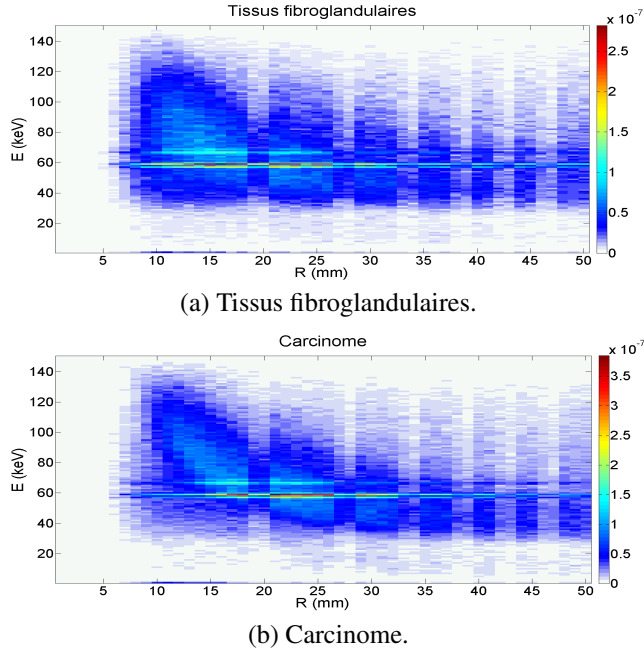 Tissus fibroglandulaires
x 10^-7
140
120
100
80
60
40
20
E (keV)
2.5
2
1.5
1
0.5
0
5 10 15 20 25 30 35 40 45 50
R (mm)
(a) Tissus fibroglandulaires.
Carcinome
x 10^-7
140
120
100
80
60
40
20
E (keV)
3.5
3
2.5
2
1.5
1
0.5
0
5 10 15 20 25 30 35 40 45 50
R (mm)
(b) Carcinome.